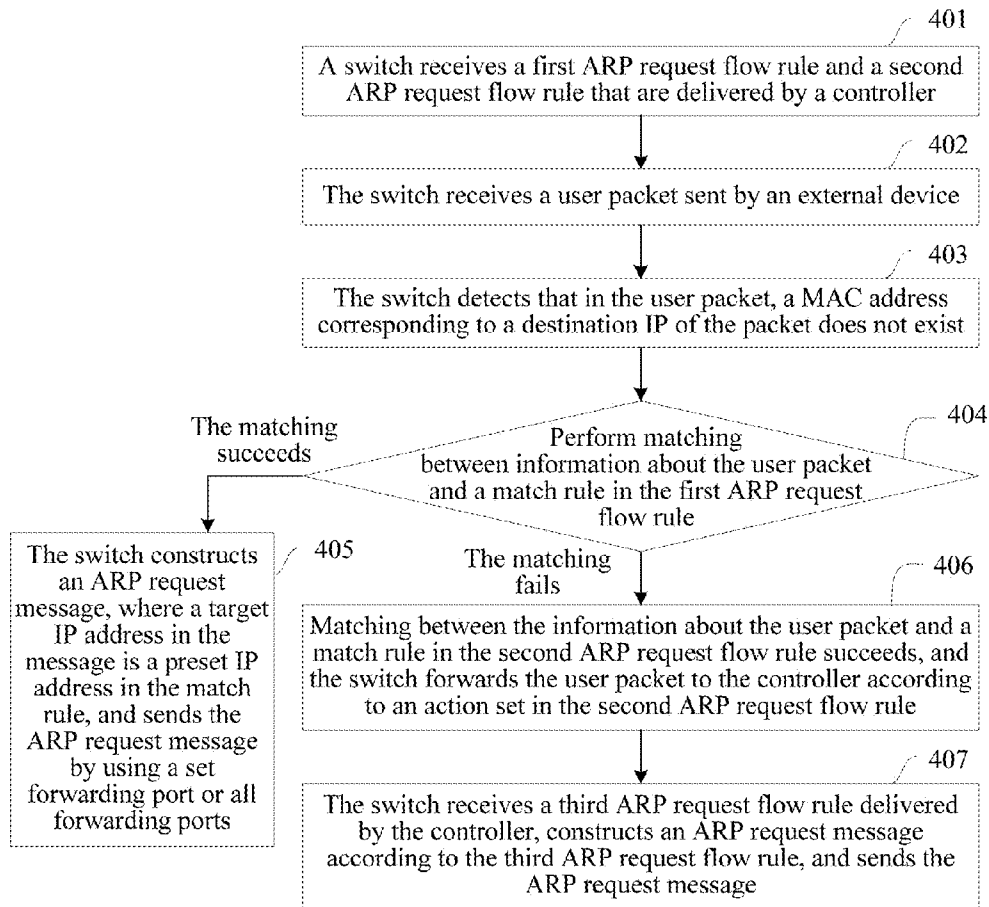 401
A switch receives a first ARP request flow rule and a second
ARP request flow rule that are delivered by a controller
402
The switch receives a user packet sent by an external device
403
The switch detects that in the user packet, a MAC address
corresponding to a destination IP of the packet does not exist
404
Perform matching
between information about the user packet
and a match rule in the first ARP request
flow rule
The matching
succeeds
405
The switch constructs
an ARP request
message, where a target
IP address in the
message is a preset IP
address in the match
rule, and sends the
ARP request message
by using a set
forwarding port or all
forwarding ports
The matching
fails
406
Matching between the information about the user packet and a
match rule in the second ARP request flow rule succeeds, and
the switch forwards the user packet to the controller according
to an action set in the second ARP request flow rule
407
The switch receives a third ARP request flow rule delivered
by the controller, constructs an ARP request message
according to the third ARP request flow rule, and sends the
ARP request message